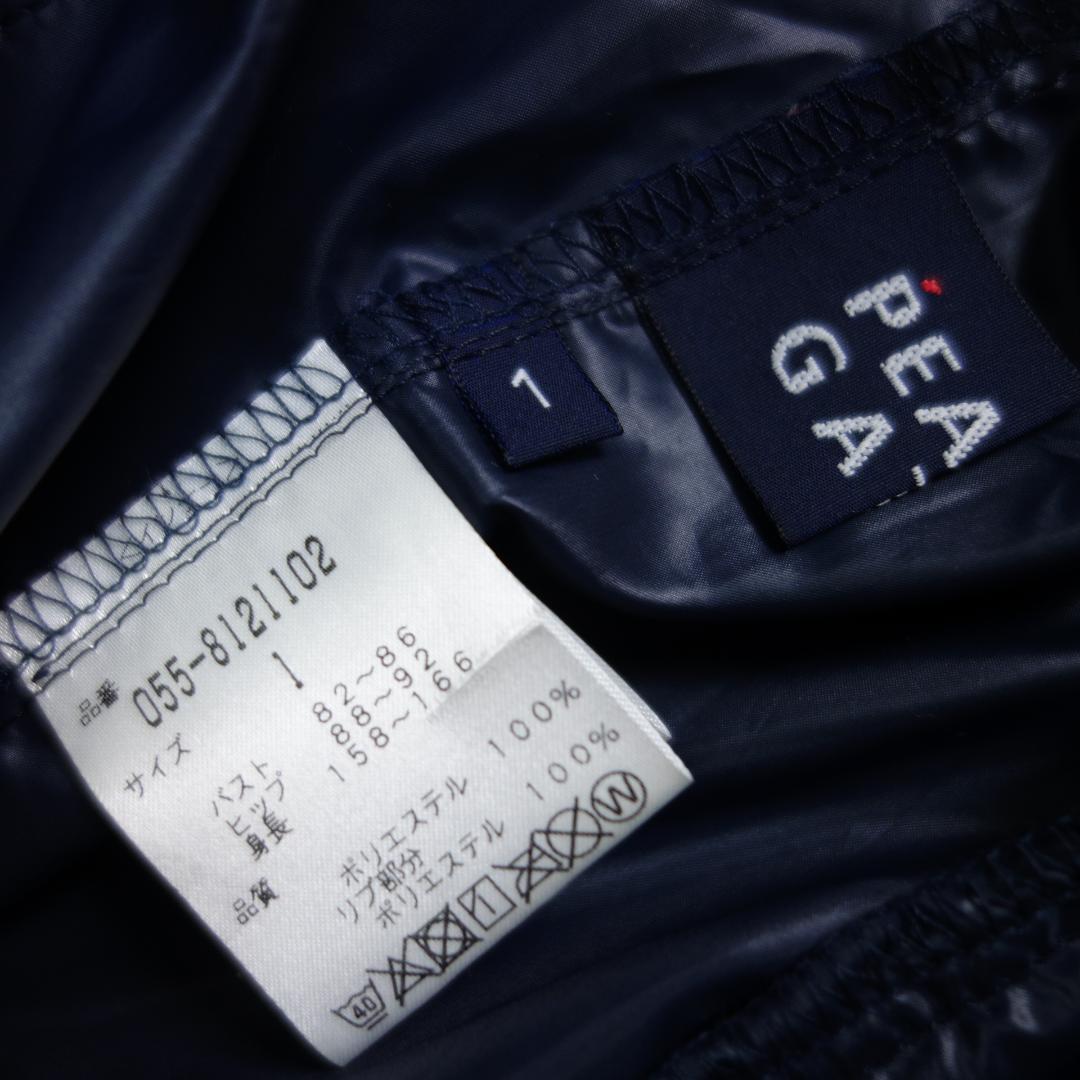 PEA
GA
1
品番 055-8121102
サイズ 1
バスト 82～86
ヒップ 88～92
身長 158～166
品質
ポリエステル 100%
リブ部分
ポリエステル 100%
40
1
W